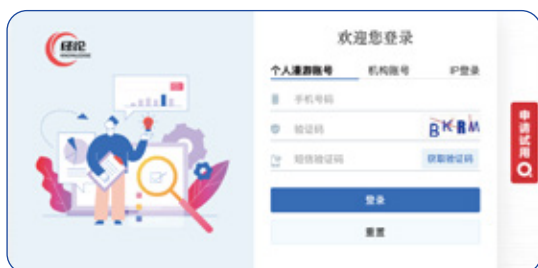 经纶
欢迎您登录
个人漫游账号 机构账号 IP登录
手机号码
验证码 BKRM
短信验证码 获取验证码
登录
重置
申请试用